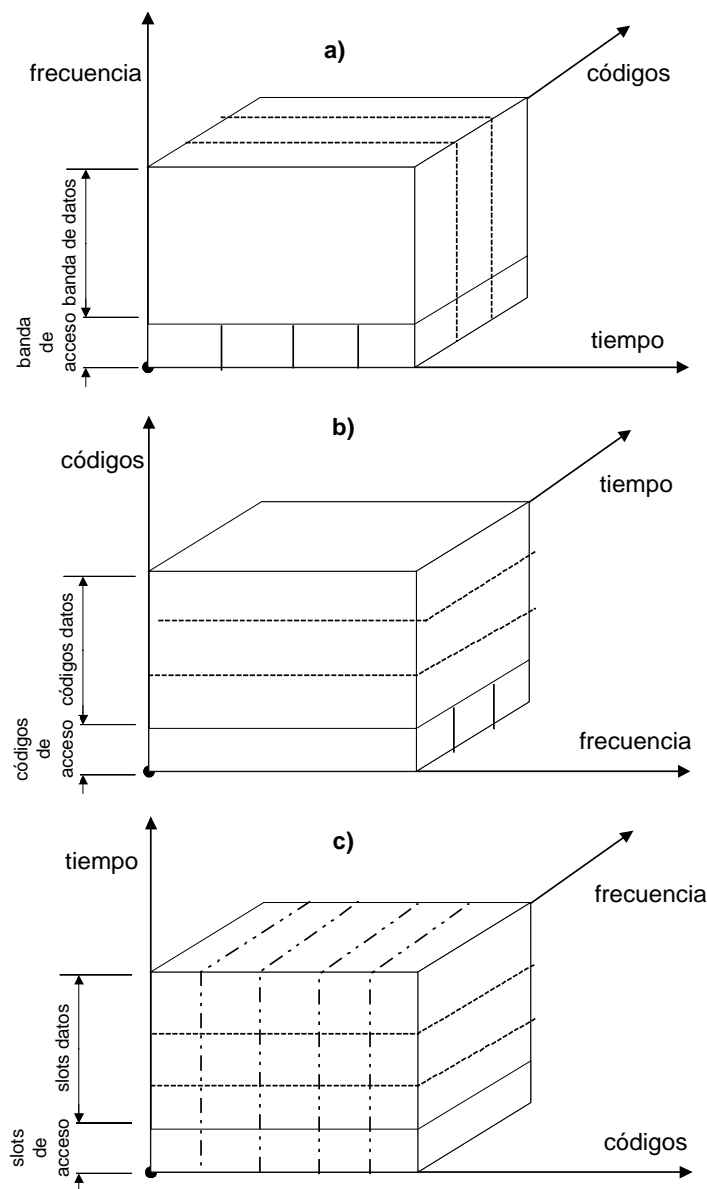 a)
frecuencia
códigos
banda de datos
banda
de
acceso
tiempo
b)
códigos
tiempo
códigos datos
códigos
de
acceso
frecuencia
c)
tiempo
frecuencia
slots datos
slots
de
acceso
códigos